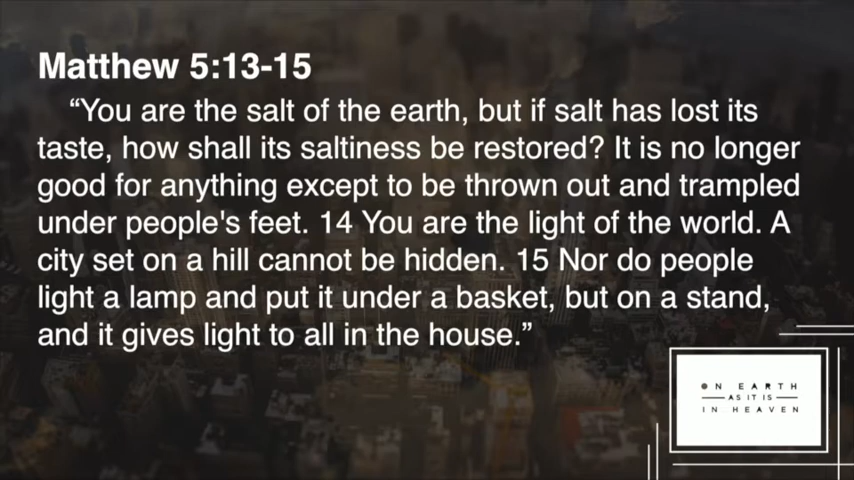 Matthew 5:13-15
“You are the salt of the earth, but if salt has lost its
taste, how shall its saltiness be restored? It is no longer
good for anything except to be thrown out and trampled
under people's feet. 14 You are the light of the world. A
city set on a hill cannot be hidden. 15 Nor do people
light a lamp and put it under a basket, but on a stand,
and it gives light to all in the house.”
ON EARTH
AS IT IS
IN HEAVEN